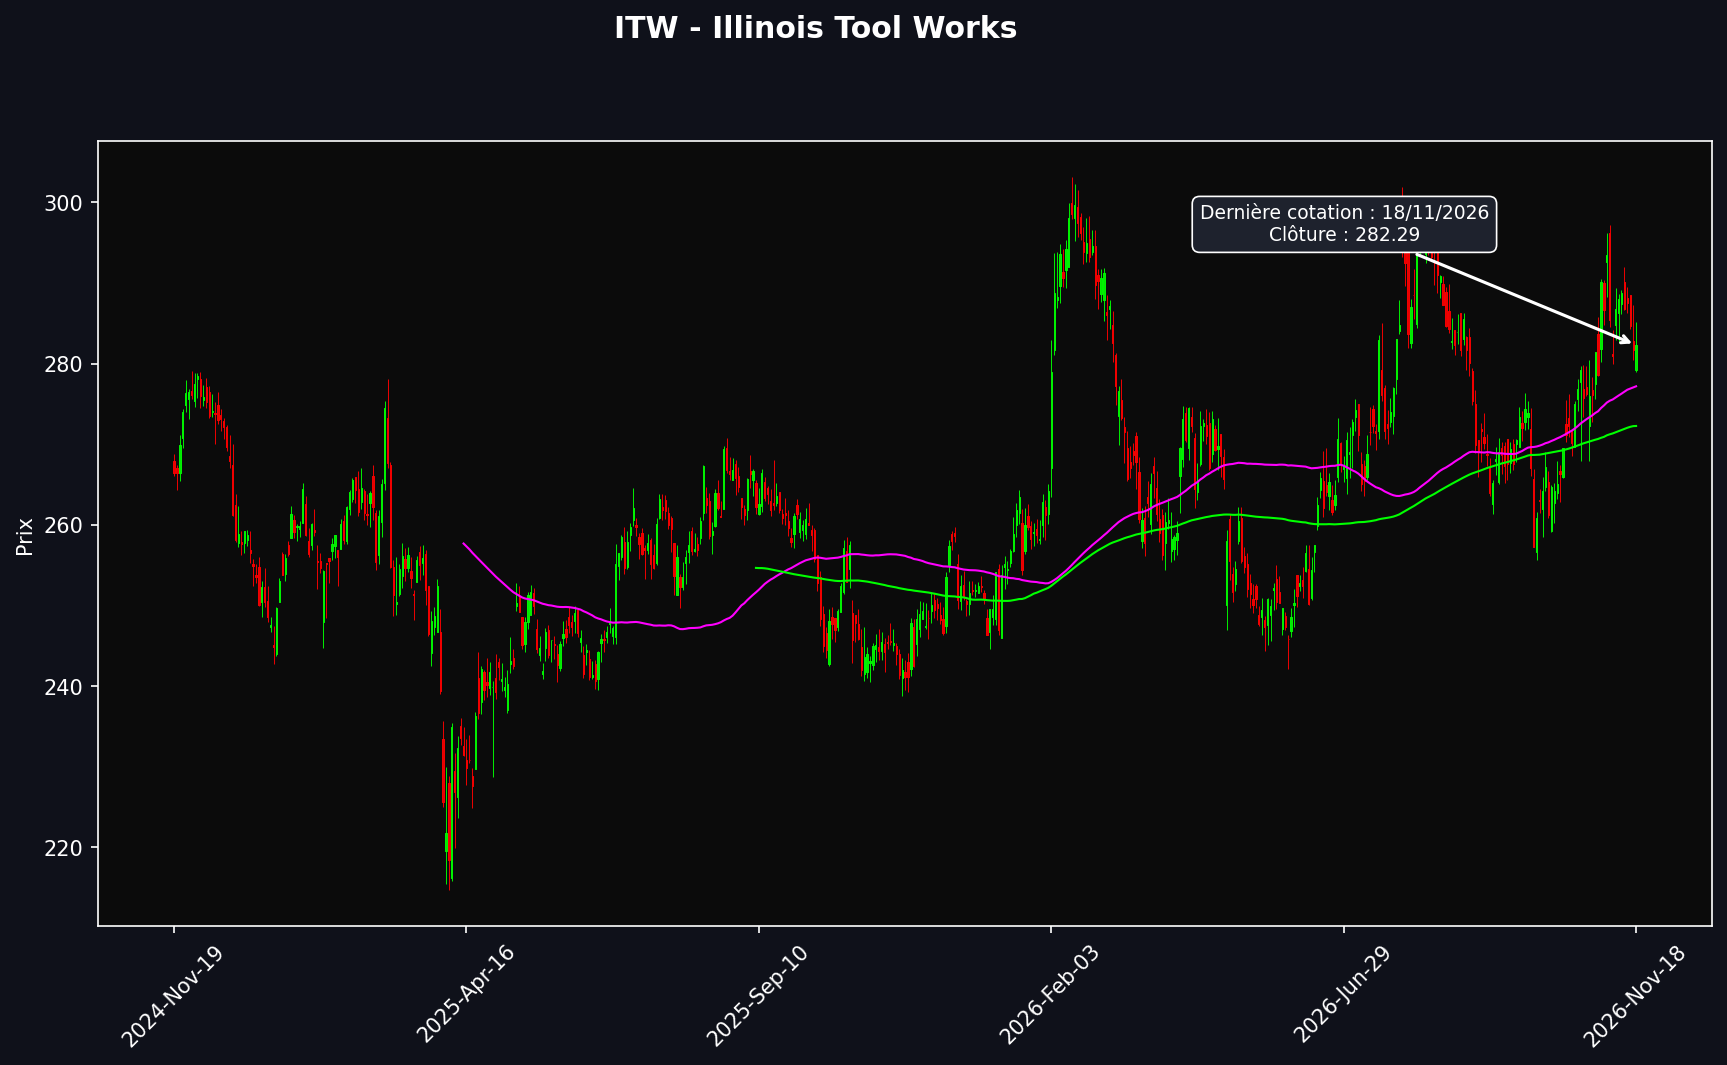 ITW - Illinois Tool Works
Dernière cotation : 18/11/2026
Clôture : 282.29
Prix
300
280
260
240
220
2024-Nov-19
2025-Apr-16
2025-Sep-10
2026-Feb-03
2026-Jun-29
2026-Nov-18